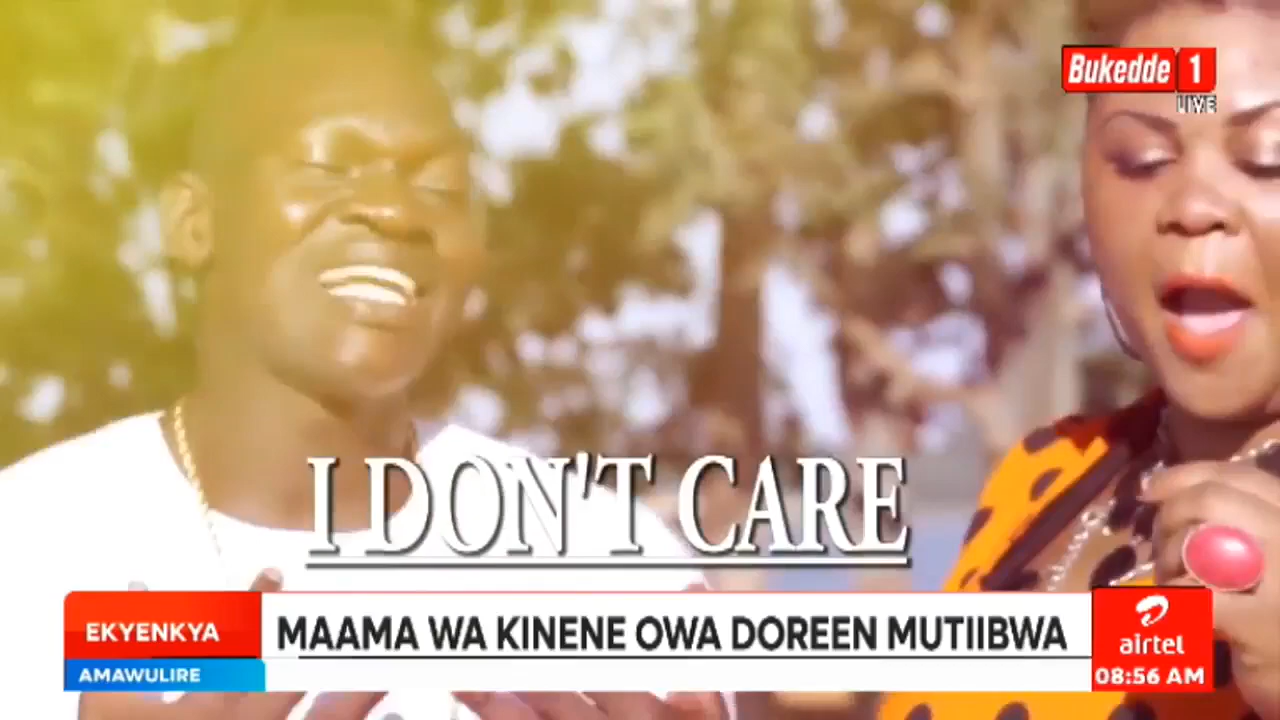 Bukedde 1
LIVE
I DON'T CARE
EKYENKYA
MAAMA WA KINENE OWA DOREEN MUTIIBWA
AMAWULIRE
airtel
08:56 AM